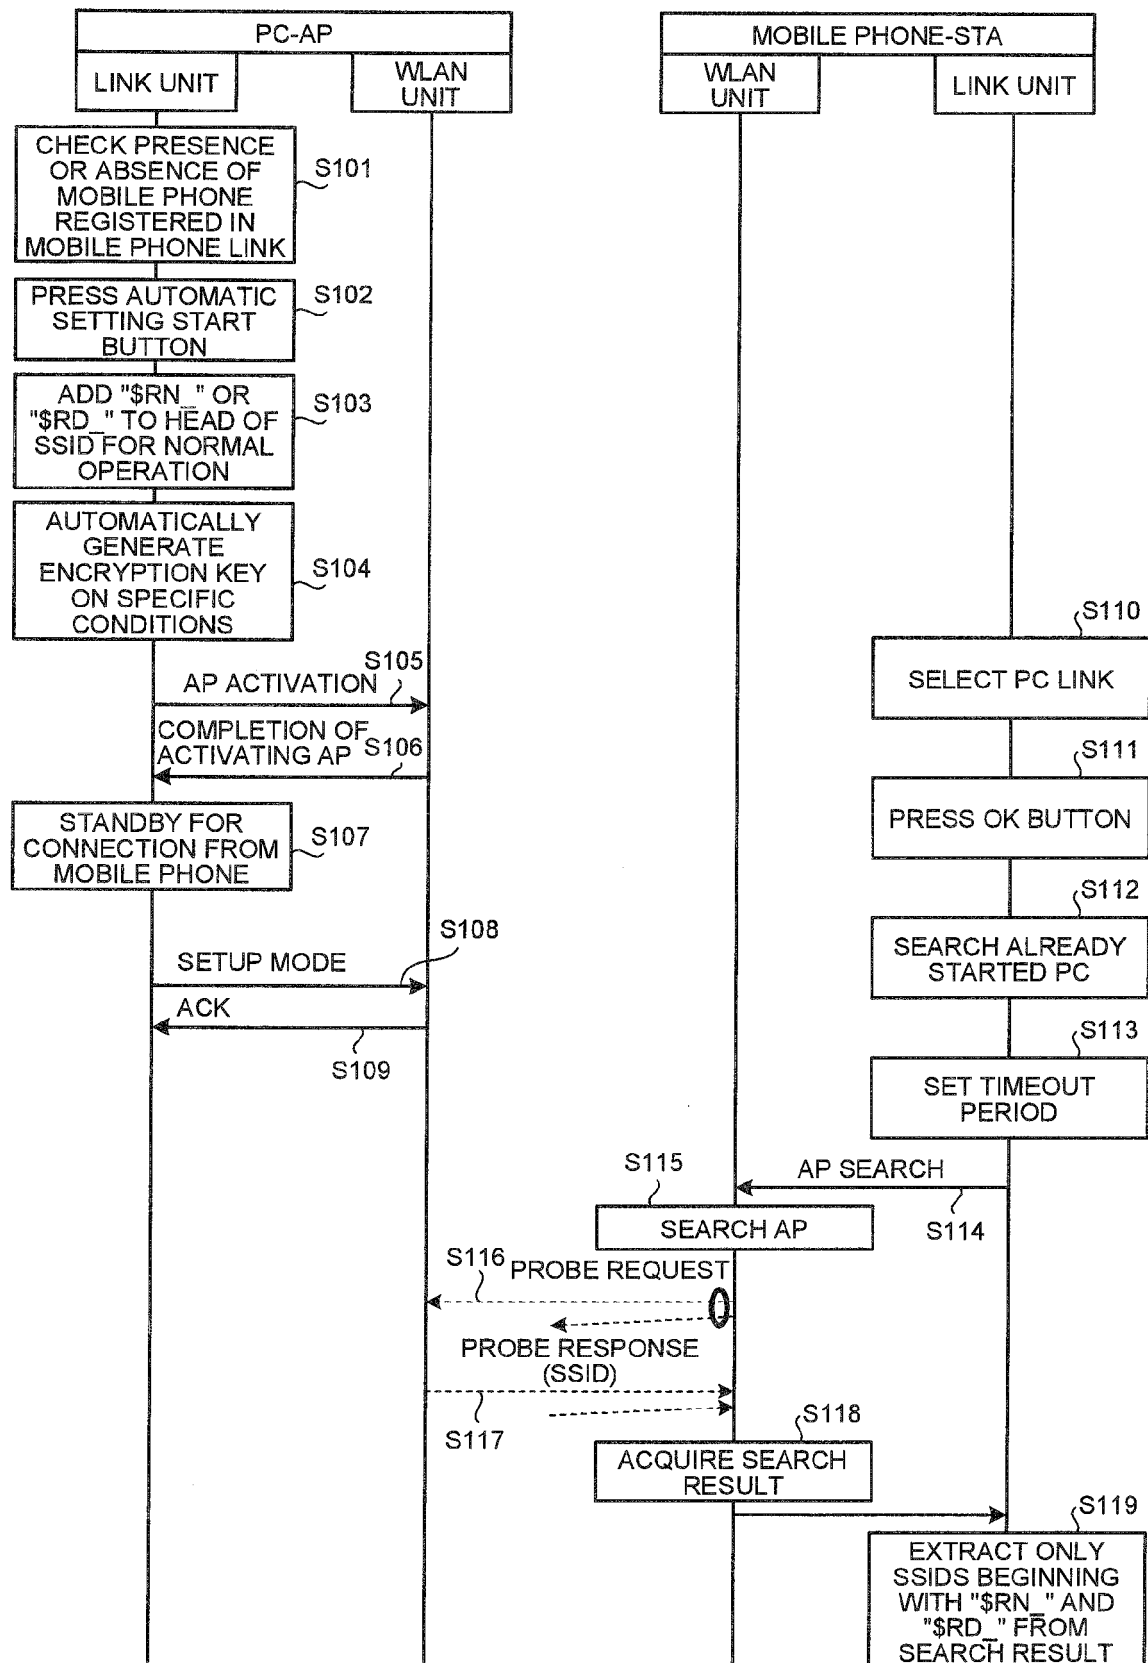 PC-AP
LINK UNIT
WLAN
UNIT
MOBILE PHONE-STA
WLAN
UNIT
LINK UNIT
CHECK PRESENCE
OR ABSENCE OF
MOBILE PHONE
REGISTERED IN
MOBILE PHONE LINK
S101
PRESS AUTOMATIC
SETTING START
BUTTON
S102
ADD "$RN_" OR
"$RD_" TO HEAD OF
SSID FOR NORMAL
OPERATION
S103
AUTOMATICALLY
GENERATE
ENCRYPTION KEY
ON SPECIFIC
CONDITIONS
S104
S105
AP ACTIVATION
COMPLETION OF
ACTIVATING AP
S106
STANDBY FOR
CONNECTION FROM
MOBILE PHONE
S107
S108
SETUP MODE
ACK
S109
S110
SELECT PC LINK
S111
PRESS OK BUTTON
S112
SEARCH ALREADY
STARTED PC
S113
SET TIMEOUT
PERIOD
AP SEARCH
S114
S115
SEARCH AP
S116
PROBE REQUEST
PROBE RESPONSE
(SSID)
S117
S118
ACQUIRE SEARCH
RESULT
S119
EXTRACT ONLY
SSIDS BEGINNING
WITH "$RN_" AND
"$RD_" FROM
SEARCH RESULT